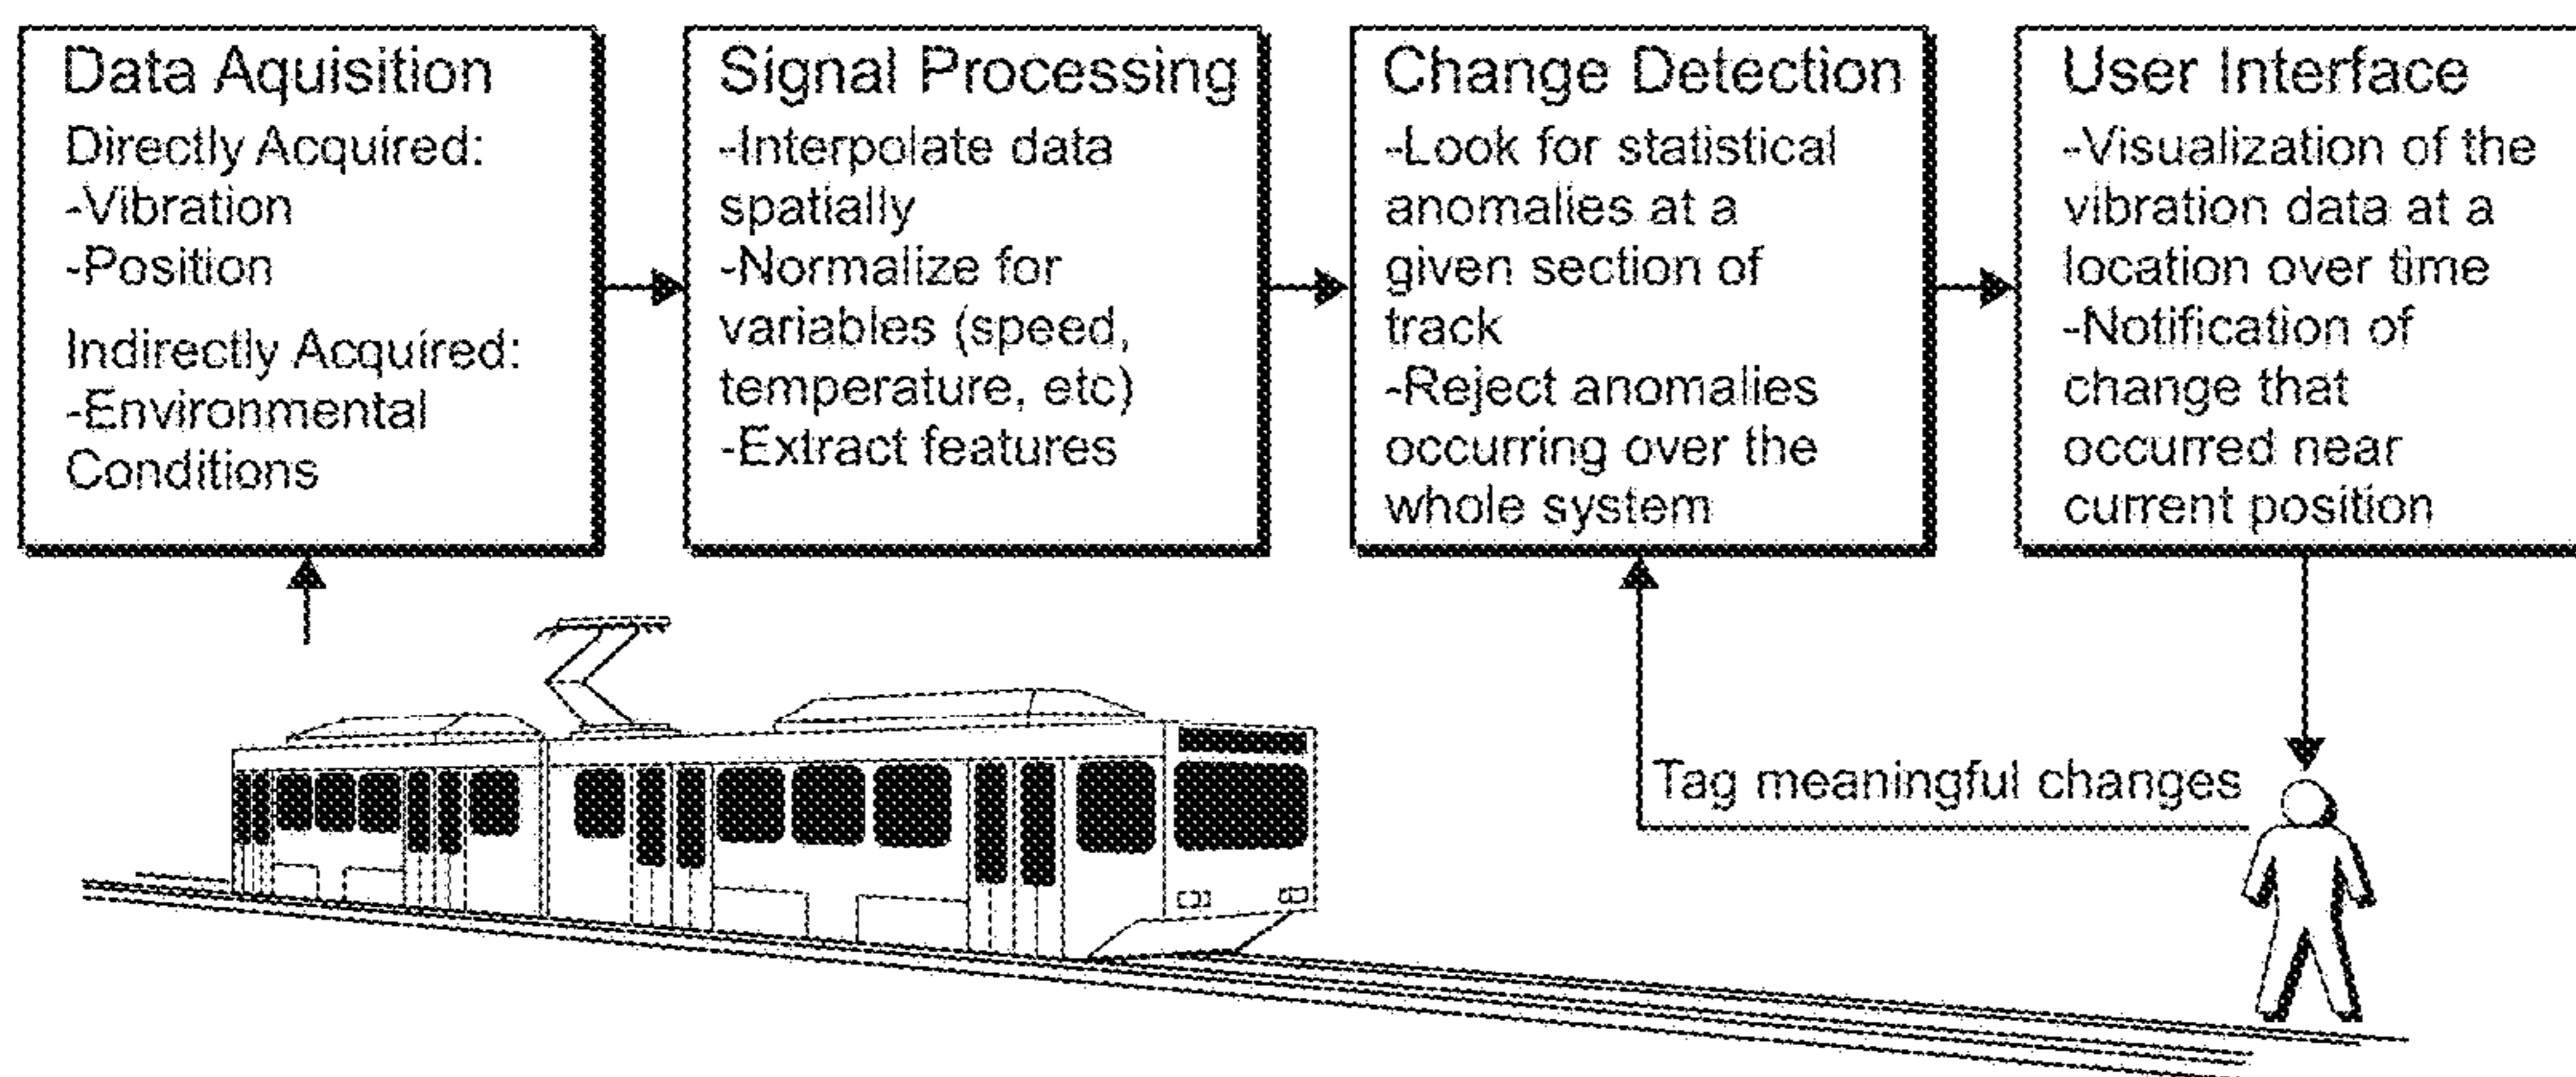 Data Aquisition
Directly Acquired:
-Vibration
-Position
Indirectly Acquired:
-Environmental
Conditions
Signal Processing
-Interpolate data
spatially
-Normalize for
variables (speed,
temperature, etc)
-Extract features
Change Detection
-Look for statistical
anomalies at a
given section of
track
-Reject anomalies
occurring over the
whole system
User Interface
-Visualization of the
vibration data at a
location over time
-Notification of
change that
occurred near
current position
Tag meaningful changes